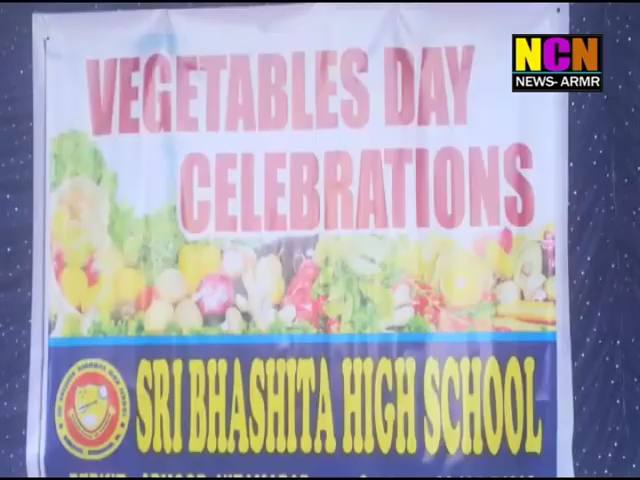 NCN
NEWS- ARMR
VEGETABLES DAY
CELEBRATIONS
SRI BHASHITA HIGH SCHOOL